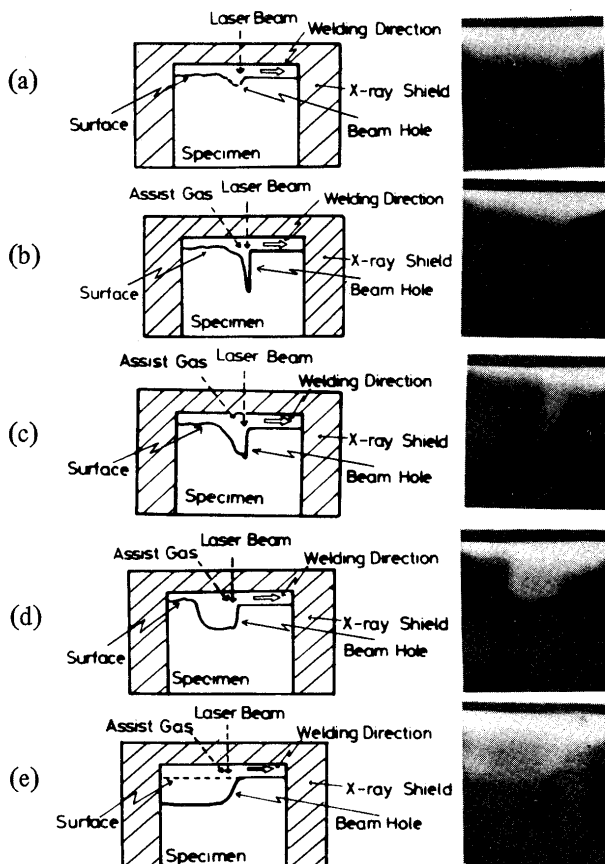 (a)
Laser Beam
Welding Direction
X-ray Shield
Surface
Beam Hole
Specimen
(b)
Assist Gas
Laser Beam
Welding Direction
X-ray Shield
Surface
Beam Hole
Specimen
(c)
Assist Gas
Laser Beam
Welding Direction
X-ray Shield
Surface
Beam Hole
Specimen
(d)
Assist Gas
Laser Beam
Welding Direction
X-ray Shield
Surface
Beam Hole
Specimen
(e)
Assist Gas
Laser Beam
Welding Direction
X-ray Shield
Surface
Beam Hole
Specimen